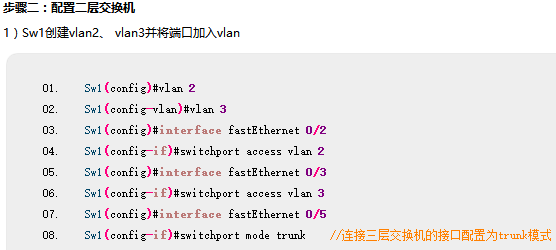 步骤二：配置二层交换机
1）Sw1创建vlan2、 vlan3并将端口加入vlan
01. Sw1(config)#vlan 2
02. Sw1(config-vlan)#vlan 3
03. Sw1(config)#interface fastEthernet 0/2
04. Sw1(config-if)#switchport access vlan 2
05. Sw1(config-if)#interface fastEthernet 0/3
06. Sw1(config-if)#switchport access vlan 3
07. Sw1(config-if)#interface fastEthernet 0/5
08. Sw1(config-if)#switchport mode trunk //连接三层交换机的接口配置为trunk模式